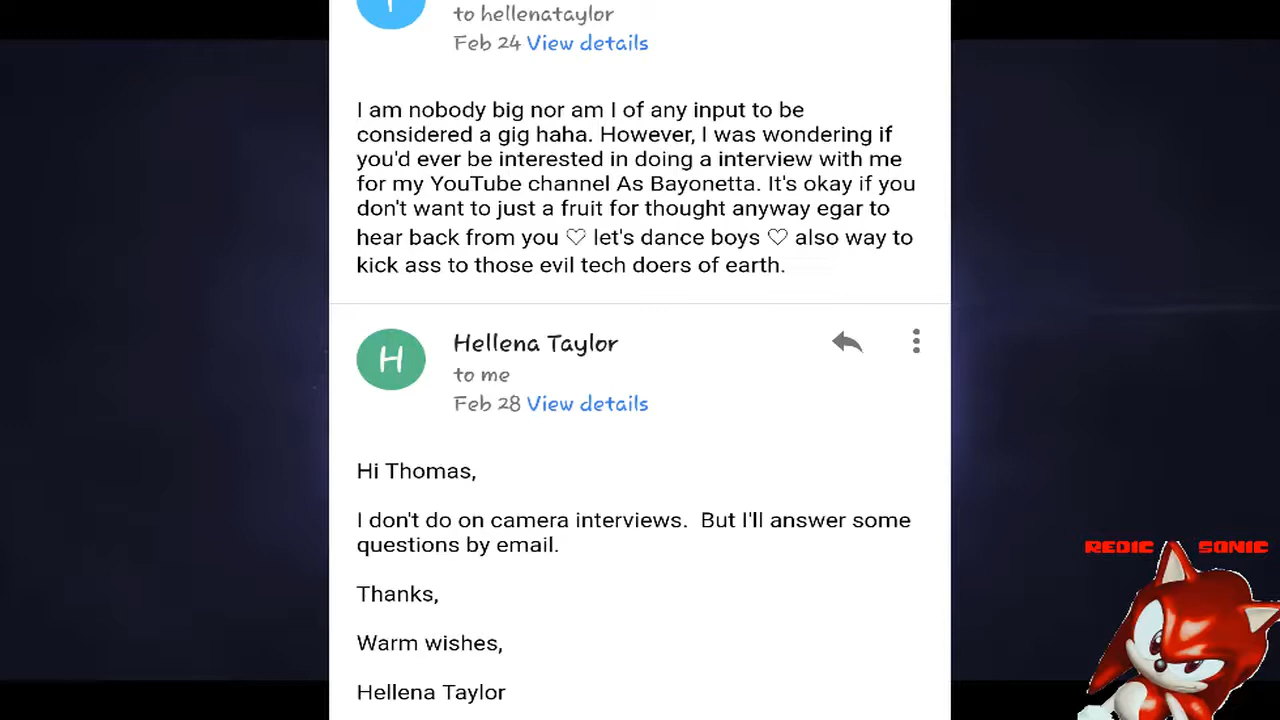 to hellenataylor
Feb 24 View details
I am nobody big nor am I of any input to be
considered a gig haha. However, I was wondering if
you'd ever be interested in doing a interview with me
for my YouTube channel As Bayonetta. It's okay if you
don't want to just a fruit for thought anyway egar to
hear back from you ♡ let's dance boys ♡ also way to
kick ass to those evil tech doers of earth.
H
Hellena Taylor
to me
Feb 28 View details
Hi Thomas,
I don't do on camera interviews. But I'll answer some
questions by email.
Thanks,
Warm wishes,
Hellena Taylor
REDIC SONIC